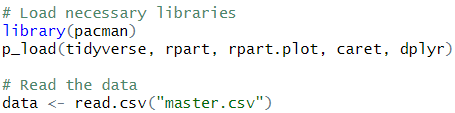 # Load necessary libraries
library(pacman)
p_load(tidyverse, rpart, rpart.plot, caret, dplyr)
# Read the data
data <- read.csv("master.csv")